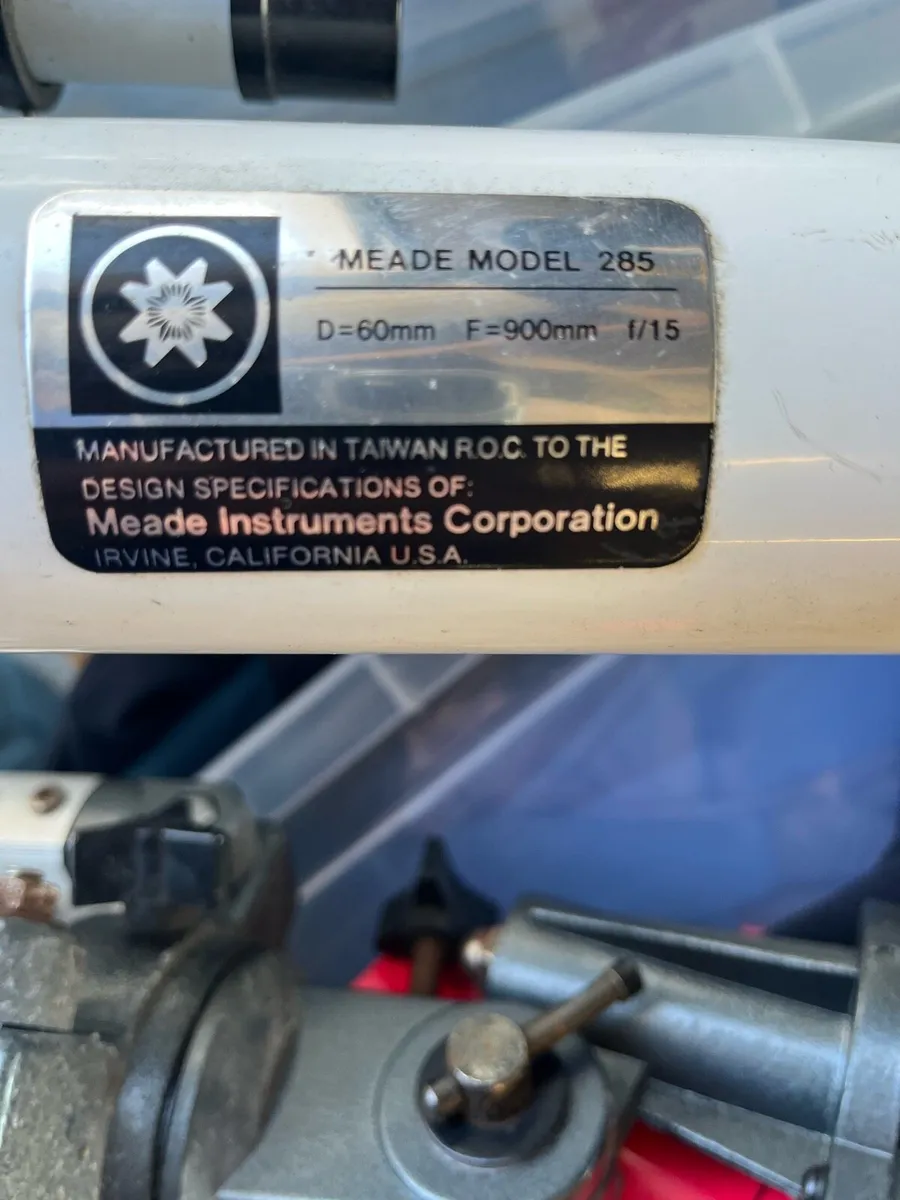 MEADE MODEL 285
D=60mm F=900mm f/15
MANUFACTURED IN TAIWAN R.O.C. TO THE
DESIGN SPECIFICATIONS OF:
Meade Instruments Corporation
IRVINE, CALIFORNIA U.S.A.